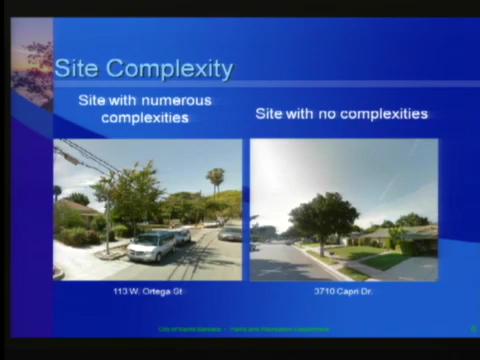 Site Complexity
Site with numerous
complexities
Site with no complexities
113 W. Ortega St
3710 Capri Dr.
City of Santa Barbara - Parks and Recreation Department